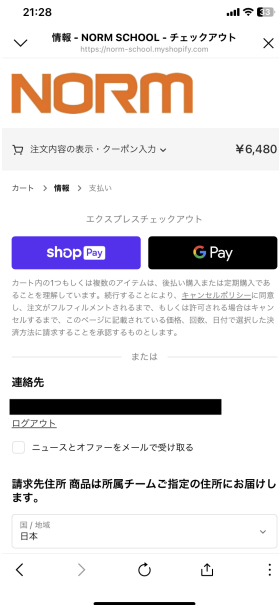 21:28
33
情報 - NORM SCHOOL - チェックアウト
https://norm-school.myshopify.com
NORM
注文内容の表示・クーポン入力
￥6,480
カート > 情報 > 支払い
エクスプレスチェックアウト
shop Pay
G Pay
カート内の1つもしくは複数のアイテムは、後払い購入または定期購入であ
ることを理解しています。続行することにより、キャンセルポリシーに同意
し、注文がフルフィルメントされるまで、もしくは許可される場合はキャン
セルするまで、このページに記載されている価格、回数、日付で選択した決
済方法に請求することを承認するものとします。
または
連絡先
ログアウト
ニュースとオファーをメールで受け取る
請求先住所 商品は所属チームご指定の住所にお届けし
ます。
国 / 地域
日本